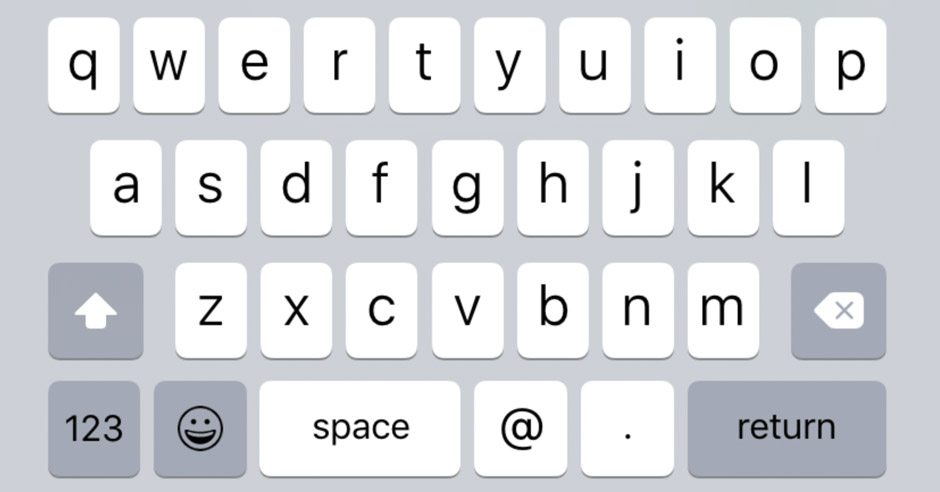 q w e r t y u i o p
a s d f g h j k l
z x c v b n m
123 space @ . return